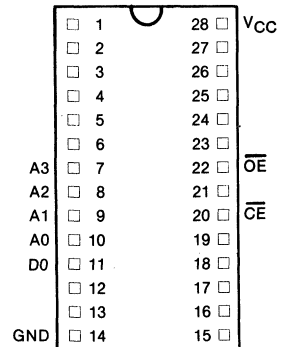 1 28 VCC
2 27
3 26
4 25
5 24
6 23
A3 7 22 OE
A2 8 21
A1 9 20 CE
A0 10 19
D0 11 18
12 17
13 16
GND 14 15